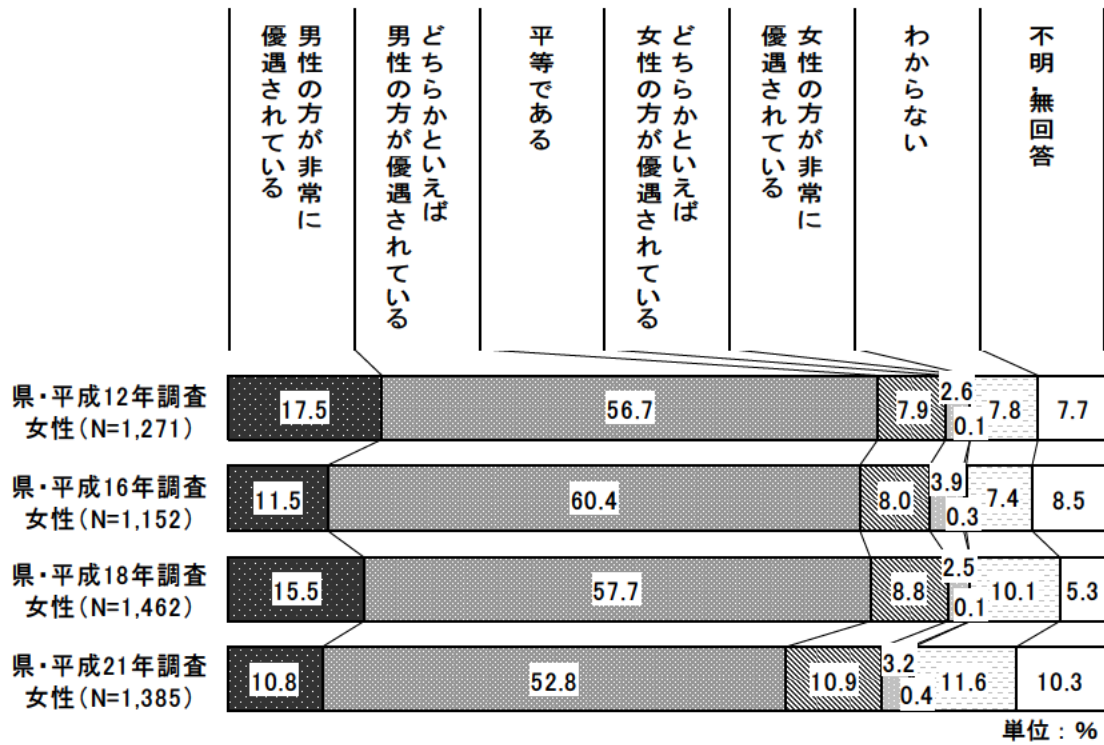 男性の方が非常に
優遇されている
どちらかといえば
男性の方が優遇されている
平等である
どちらかといえば
女性の方が優遇されている
女性の方が非常に
優遇されている
わからない
不明・無回答
県・平成12年調査
女性(N=1,271)
17.5
56.7
7.9
2.6
0.1
7.8
7.7
県・平成16年調査
女性(N=1,152)
11.5
60.4
8.0
3.9
0.3
7.4
8.5
県・平成18年調査
女性(N=1,462)
15.5
57.7
8.8
2.5
0.1
10.1
5.3
県・平成21年調査
女性(N=1,385)
10.8
52.8
10.9
3.2
0.4
11.6
10.3
単位：%